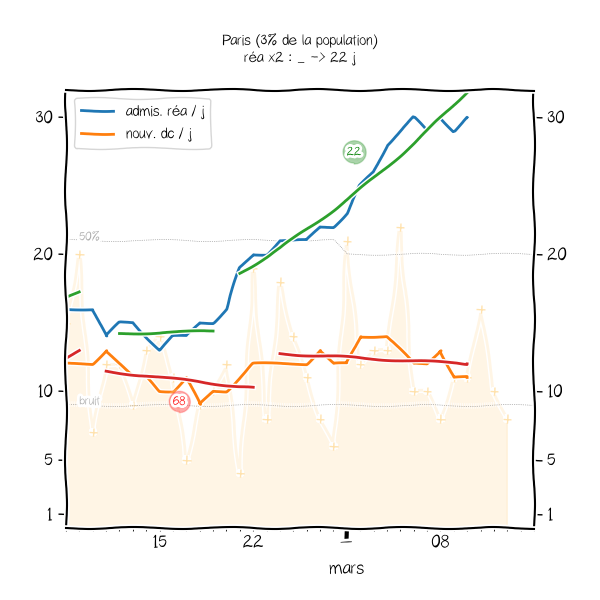 Paris (3% de la population)
réa x2 : _ -> 22 j
admis. réa / j
nouv. dc / j
30
30
22
50%
20
20
10
10
bruit
68
5
5
1
1
15
22
_
08
mars